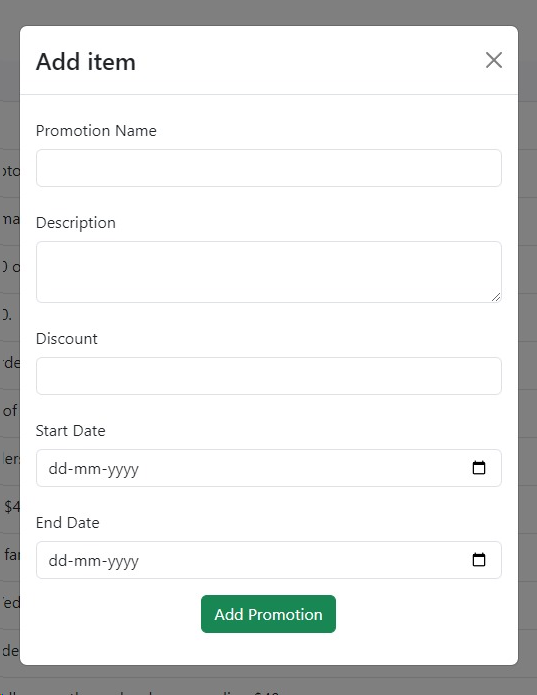 Add item
Promotion Name
Description
Discount
Start Date
dd-mm-yyyy
End Date
dd-mm-yyyy
Add Promotion